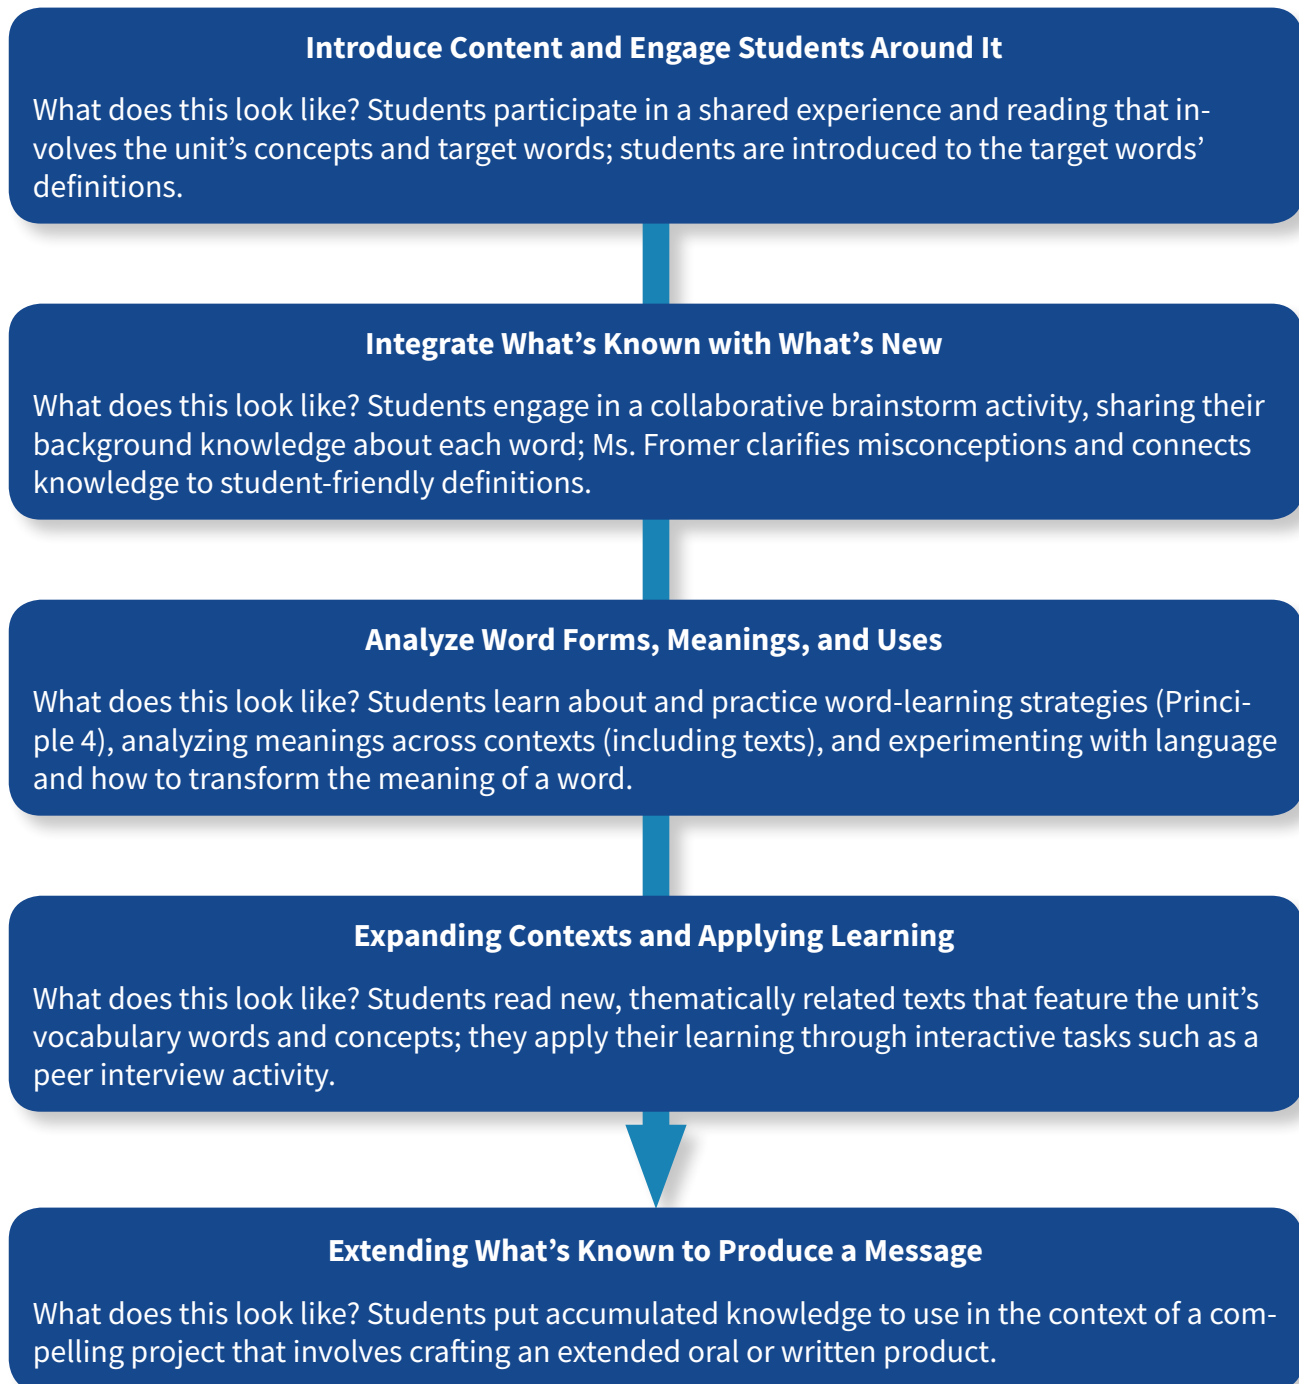 Introduce Content and Engage Students Around It
What does this look like? Students participate in a shared experience and reading that in-
volves the unit’s concepts and target words; students are introduced to the target words’
definitions.
Integrate What’s Known with What’s New
What does this look like? Students engage in a collaborative brainstorm activity, sharing their
background knowledge about each word; Ms. Fromer clarifies misconceptions and connects
knowledge to student-friendly definitions.
Analyze Word Forms, Meanings, and Uses
What does this look like? Students learn about and practice word-learning strategies (Princi-
ple 4), analyzing meanings across contexts (including texts), and experimenting with language
and how to transform the meaning of a word.
Expanding Contexts and Applying Learning
What does this look like? Students read new, thematically related texts that feature the unit’s
vocabulary words and concepts; they apply their learning through interactive tasks such as a
peer interview activity.
Extending What’s Known to Produce a Message
What does this look like? Students put accumulated knowledge to use in the context of a com-
pelling project that involves crafting an extended oral or written product.